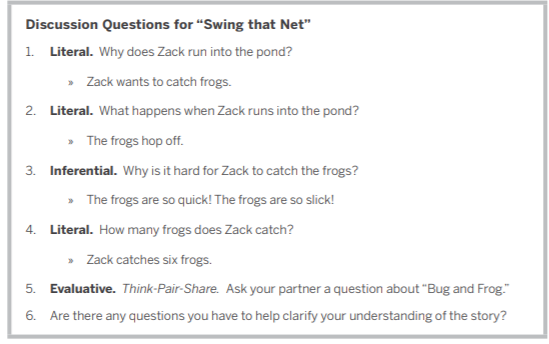 Discussion Questions for “Swing that Net”
1. Literal. Why does Zack run into the pond?
» Zack wants to catch frogs.
2. Literal. What happens when Zack runs into the pond?
» The frogs hop off.
3. Inferential. Why is it hard for Zack to catch the frogs?
» The frogs are so quick! The frogs are so slick!
4. Literal. How many frogs does Zack catch?
» Zack catches six frogs.
5. Evaluative. Think-Pair-Share. Ask your partner a question about “Bug and Frog.”
6. Are there any questions you have to help clarify your understanding of the story?